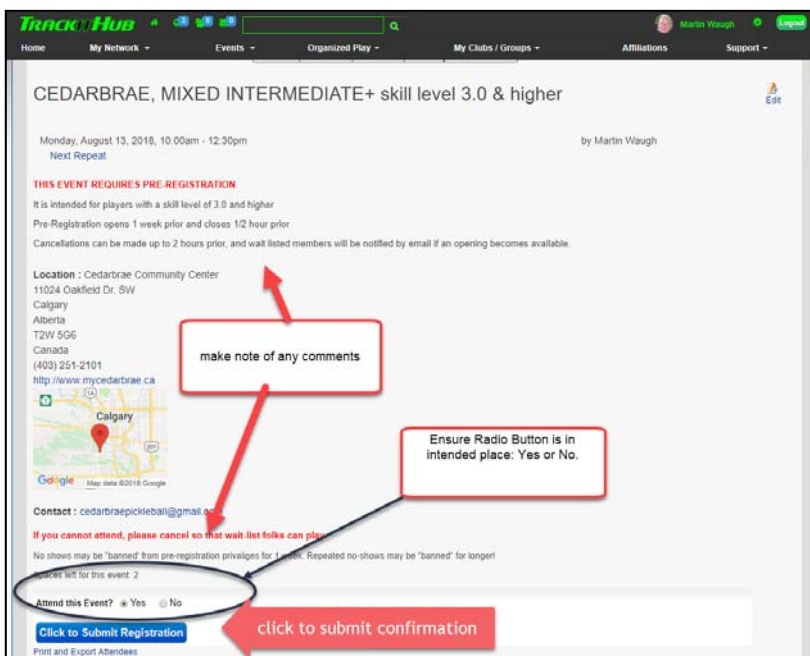 TRACKITHUB
3
0
0
Martin Waugh
Logout
Home My Network Events Organized Play My Clubs / Groups Affiliations Support
CEDARBRAE, MIXED INTERMEDIATE+ skill level 3.0 & higher
Edit
Monday, August 13, 2018, 10:00am - 12:30pm by Martin Waugh
Next Repeat
THIS EVENT REQUIRES PRE-REGISTRATION
It is intended for players with a skill level of 3.0 and higher
Pre-Registration opens 1 week prior and closes 1/2 hour prior
Cancellations can be made up to 2 hours prior, and wait listed members will be notified by email if an opening becomes available.
Location : Cedarbrae Community Center
11024 Oakfield Dr. SW
Calgary
Alberta
T2W 5G6
Canada
(403) 251-2101
http://www.mycedarbrae.ca
make note of any comments
1A
Calgary
201
Google Map data ©2018 Google
Ensure Radio Button is in
intended place: Yes or No.
Contact : cedarbraepickleball@gmail
If you cannot attend, please cancel so that wait-list folks can play
No shows may be "banned' from pre-registration privaliges for 1 week. Repeated no-shows may be "banned" for longer!
Spaces left for this event: 2
Attend this Event? Yes No
Click to Submit Registration
click to submit confirmation
Print and Export Attendees